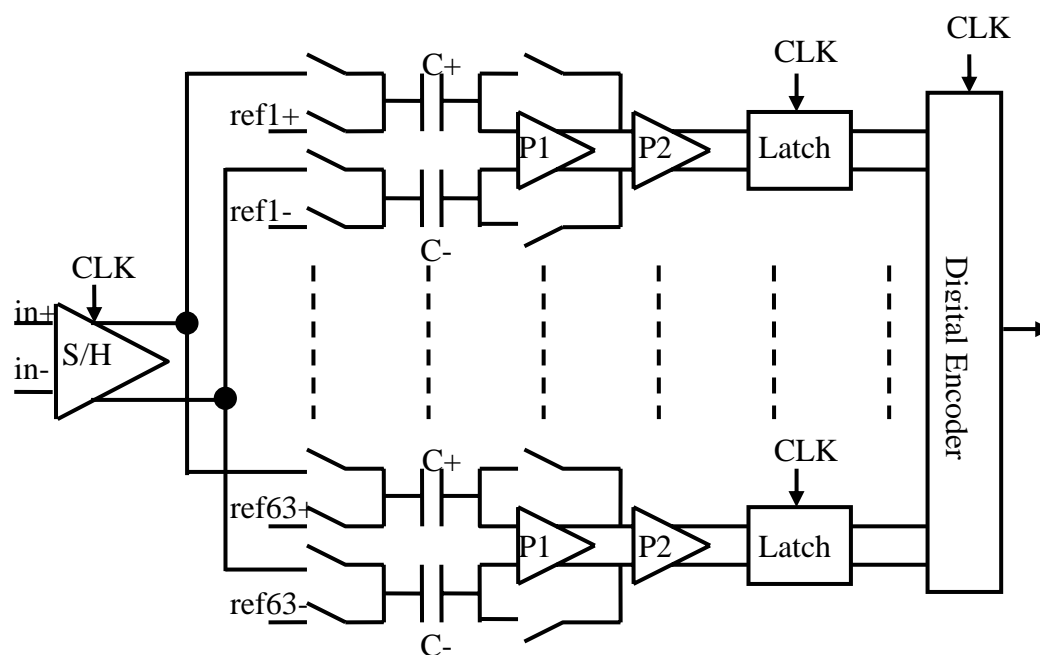 CLK
CLK
C+
ref1+
P1
P2
Latch
ref1-
C-
CLK
in+
S/H
in-
Digital Encoder
CLK
C+
ref63+
P1
P2
Latch
ref63-
C-